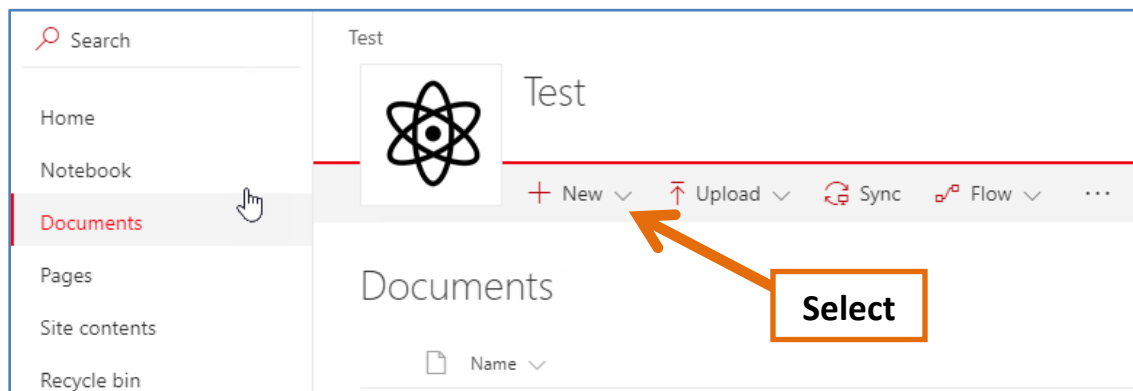 Search
Home
Notebook
Documents
Pages
Site contents
Recycle bin
Test
Test
New
Upload
Sync
Flow
...
Documents
Select
Name